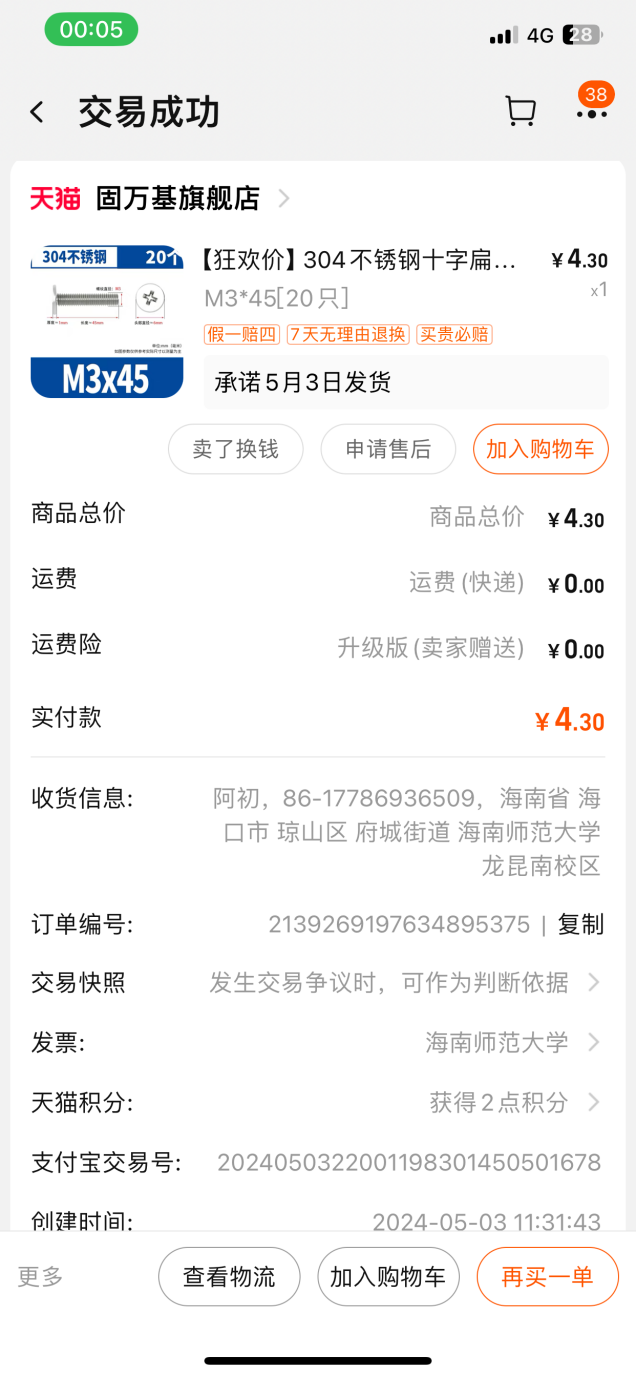 00:05
4G 28
交易成功
38
天猫 固万基旗舰店
304不锈钢 20个
M3x45
【狂欢价】304不锈钢十字扁... ¥4.30
M3*45[20只] x1
假一赔四 7天无理由退换 买贵必赔
承诺5月3日发货
卖了换钱 申请售后 加入购物车
商品总价 商品总价 ¥4.30
运费 运费(快递) ¥0.00
运费险 升级版(卖家赠送) ¥0.00
实付款 ¥4.30
收货信息: 阿初，86-17786936509，海南省 海
口市 琼山区 府城街道 海南师范大学
龙昆南校区
订单编号: 2139269197634895375 | 复制
交易快照 发生交易争议时，可作为判断依据
发票: 海南师范大学
天猫积分: 获得2点积分
支付宝交易号: 2024050322001198301450501678
创建时间: 2024-05-03 11:31:43
更多 查看物流 加入购物车 再买一单